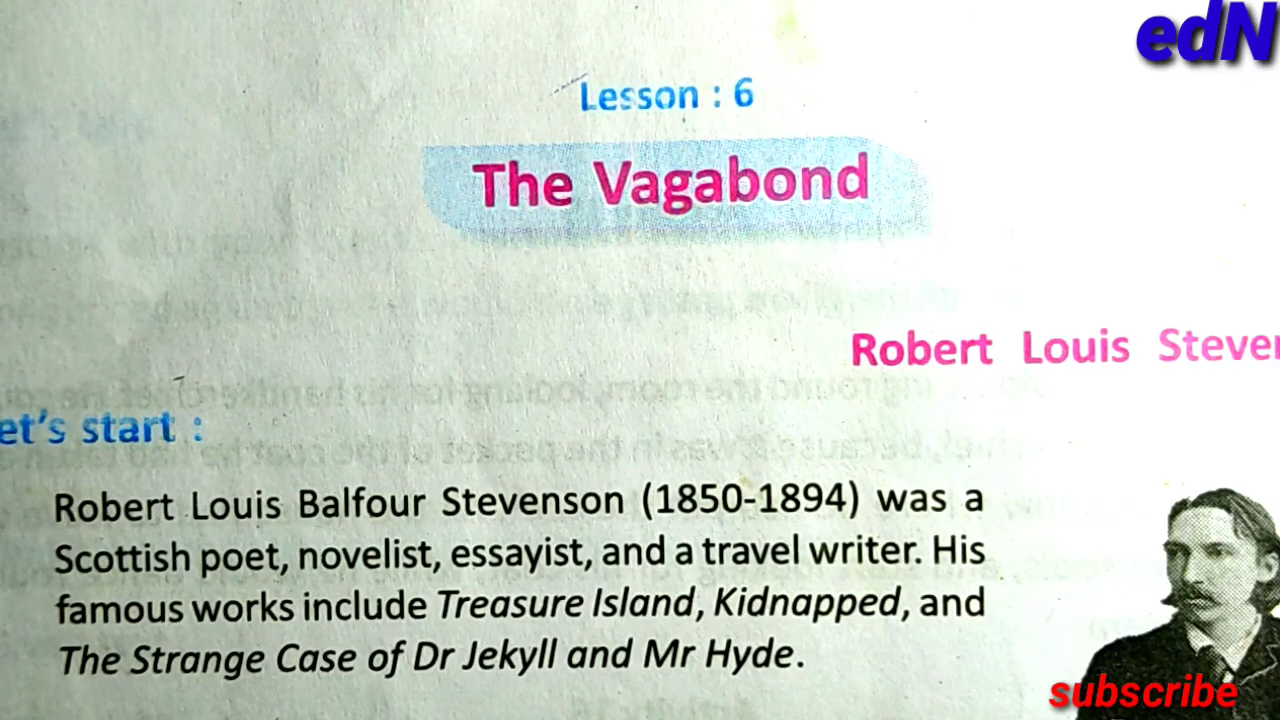 edN
Lesson : 6
The Vagabond
Robert Louis Steven
et's start :
Robert Louis Balfour Stevenson (1850-1894) was a
Scottish poet, novelist, essayist, and a travel writer. His
famous works include Treasure Island, Kidnapped, and
The Strange Case of Dr Jekyll and Mr Hyde.
subscribe